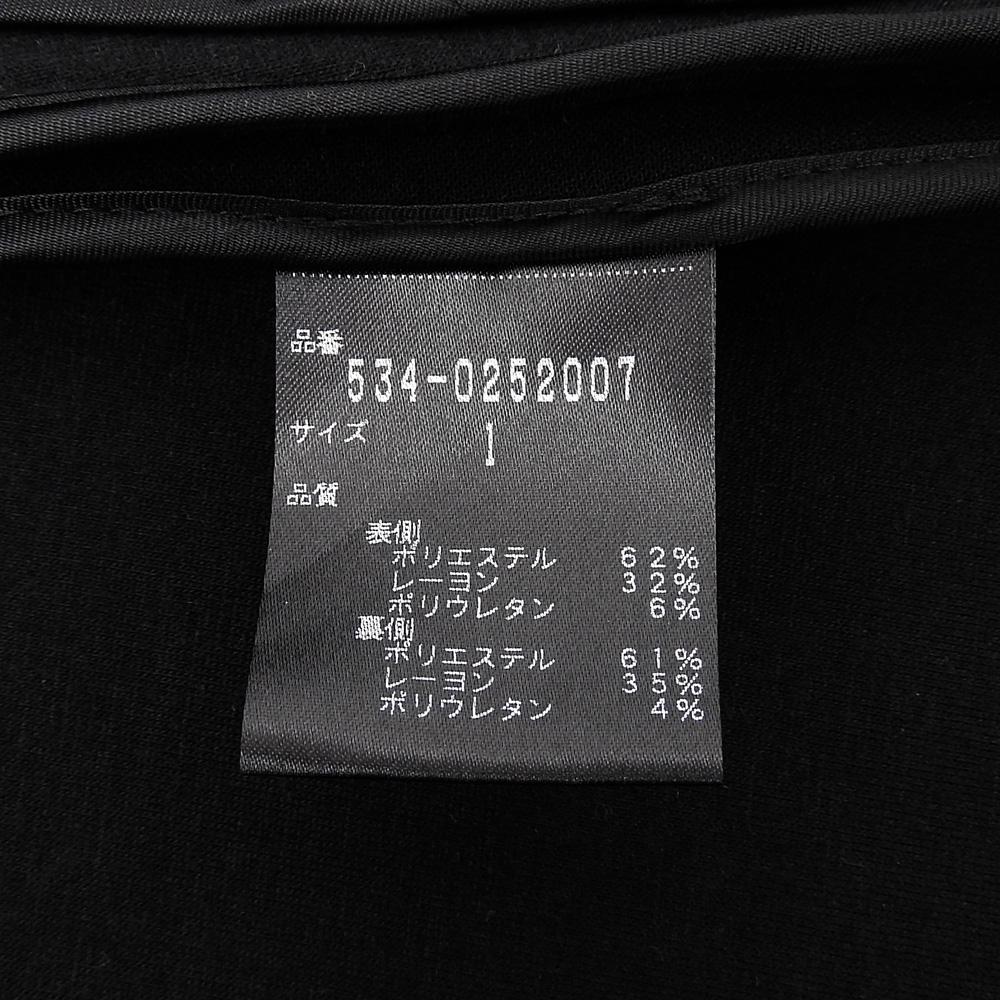 品番
534-0252007
サイズ 1
品質
表側
ポリエステル 62%
レーヨン 32%
ポリウレタン 6%
裏側
ポリエステル 61%
レーヨン 35%
ポリウレタン 4%